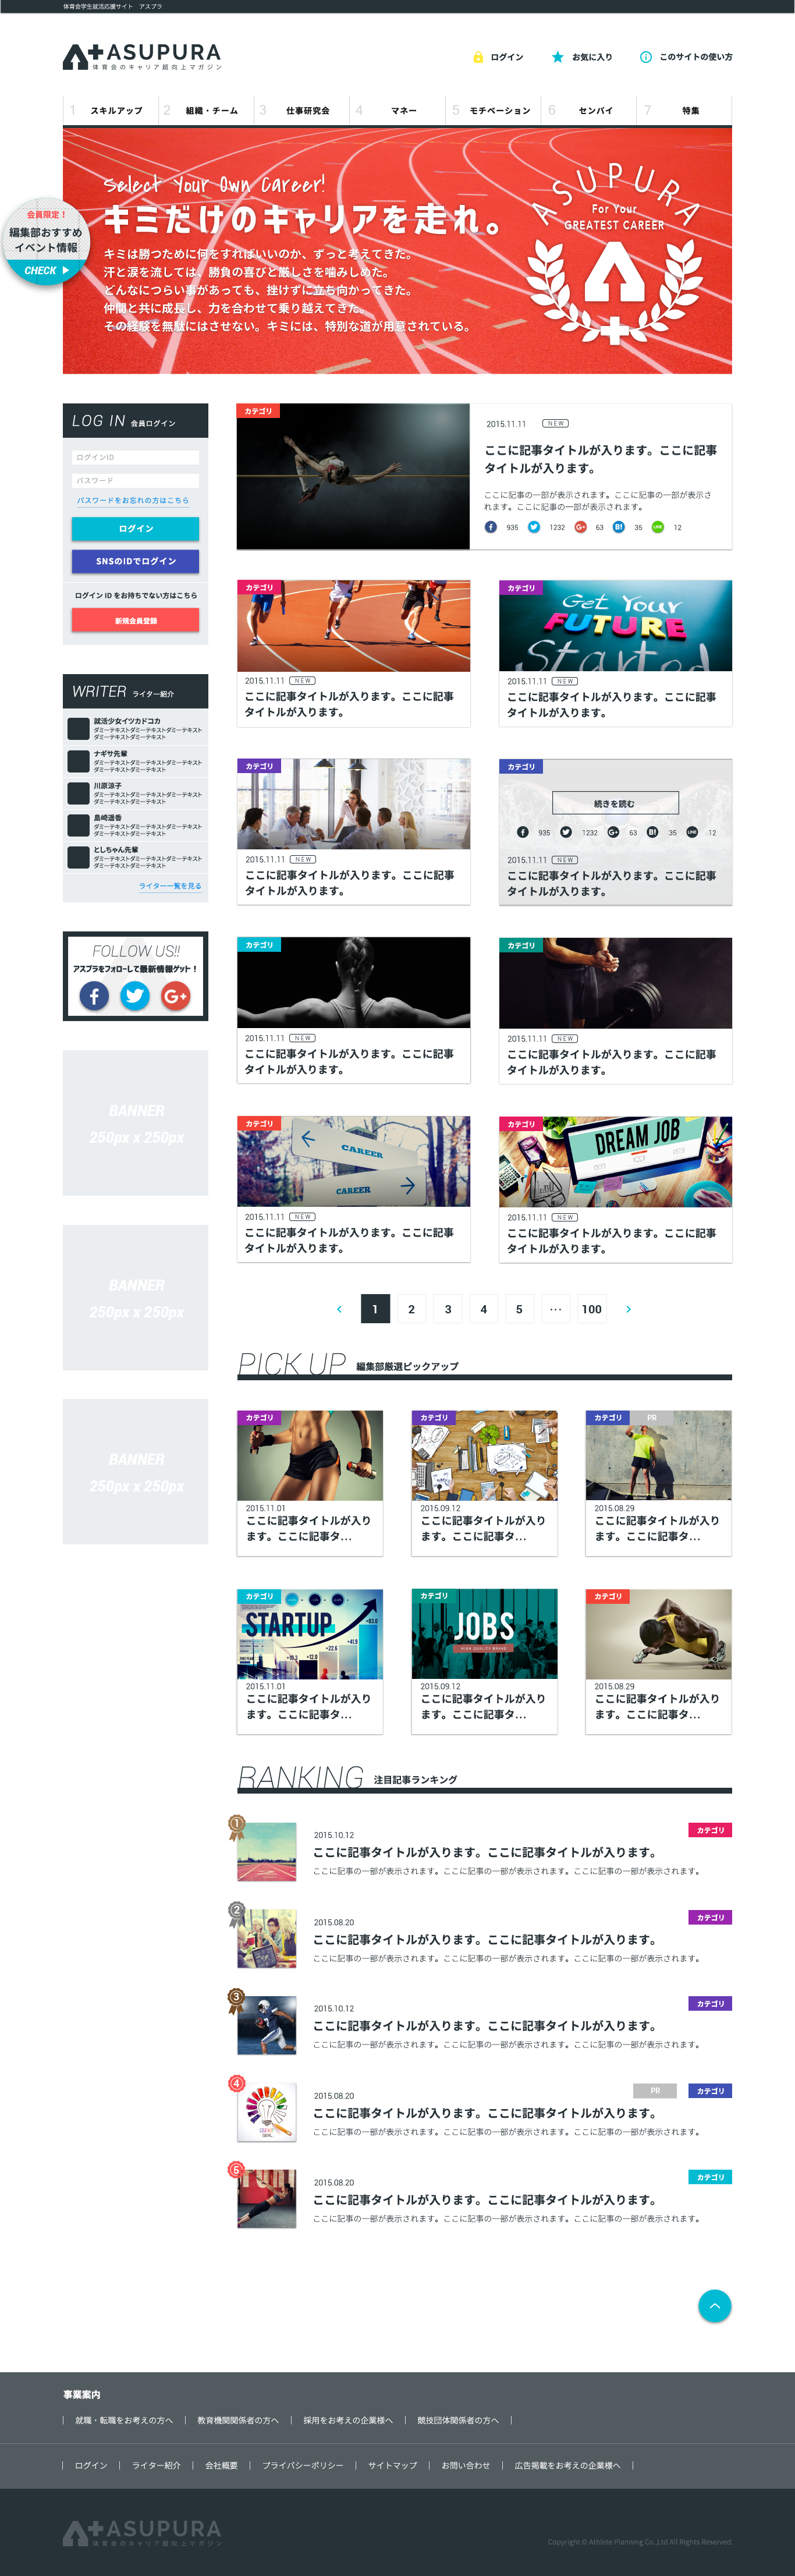 体育会学生就活応援サイト　アスプラ
ASUPURA
体育会のキャリア超向上マガジン
ログイン
お気に入り
このサイトの使い方
1 スキルアップ
2 組織・チーム
3 仕事研究会
4 マネー
5 モチベーション
6 センパイ
7 特集
Select Your Own Career!
キミだけのキャリアを走れ。
キミは勝つために何をすればいいのか、ずっと考えてきた。
汗と涙を流しては、勝負の喜びと厳しさを噛みしめた。
どんなにつらい事があっても、挫けずに立ち向かってきた。
仲間と共に成長し、力を合わせて乗り越えてきた。
その経験を無駄にはさせない。キミには、特別な道が用意されている。
ASUPURA
For Your
GREATEST CAREER
会員限定！
編集部おすすめ
イベント情報
CHECK
LOG IN 会員ログイン
ログインID
パスワード
パスワードをお忘れの方はこちら
ログイン
SNSのIDでログイン
ログイン ID をお持ちでない方はこちら
新規会員登録
WRITER ライター紹介
就活少女イツカドコカ
ダミーテキストダミーテキストダミーテキスト
ダミーテキストダミーテキスト
ナギサ先輩
ダミーテキストダミーテキストダミーテキスト
ダミーテキストダミーテキスト
川原涼子
ダミーテキストダミーテキストダミーテキスト
ダミーテキストダミーテキスト
島崎遥香
ダミーテキストダミーテキストダミーテキスト
ダミーテキストダミーテキスト
としちゃん先輩
ダミーテキストダミーテキストダミーテキスト
ダミーテキストダミーテキスト
ライター一覧を見る
FOLLOW US!!
アスプラをフォローして最新情報ゲット！
BANNER
250px x 250px
BANNER
250px x 250px
BANNER
250px x 250px
カテゴリ
2015.11.11 NEW
ここに記事タイトルが入ります。ここに記事
タイトルが入ります。
ここに記事の一部が表示されます。ここに記事の一部が表示さ
れます。ここに記事の一部が表示されます。
935 1232 63 B! 35 LINE 12
カテゴリ
2015.11.11 NEW
ここに記事タイトルが入ります。ここに記事
タイトルが入ります。
カテゴリ
Get Your
FUTURE
Started
2015.11.11 NEW
ここに記事タイトルが入ります。ここに記事
タイトルが入ります。
カテゴリ
2015.11.11 NEW
ここに記事タイトルが入ります。ここに記事
タイトルが入ります。
カテゴリ
続きを読む
935 1232 63 B! 35 LINE 12
2015.11.11 NEW
ここに記事タイトルが入ります。ここに記事
タイトルが入ります。
カテゴリ
2015.11.11 NEW
ここに記事タイトルが入ります。ここに記事
タイトルが入ります。
カテゴリ
2015.11.11 NEW
ここに記事タイトルが入ります。ここに記事
タイトルが入ります。
カテゴリ
CAREER
CAREER
2015.11.11 NEW
ここに記事タイトルが入ります。ここに記事
タイトルが入ります。
カテゴリ
DREAM JOB
2015.11.11 NEW
ここに記事タイトルが入ります。ここに記事
タイトルが入ります。
1 2 3 4 5 … 100
PICK UP 編集部厳選ピックアップ
カテゴリ
2015.11.01
ここに記事タイトルが入り
ます。ここに記事タ…
カテゴリ
2015.09.12
ここに記事タイトルが入り
ます。ここに記事タ…
カテゴリ PR
2015.08.29
ここに記事タイトルが入り
ます。ここに記事タ…
カテゴリ
STARTUP
2015.11.01
ここに記事タイトルが入り
ます。ここに記事タ…
カテゴリ
JOBS
HIGH QUALITY BRAND
2015.09.12
ここに記事タイトルが入り
ます。ここに記事タ…
カテゴリ
2015.08.29
ここに記事タイトルが入り
ます。ここに記事タ…
RANKING 注目記事ランキング
1
2015.10.12
カテゴリ
ここに記事タイトルが入ります。ここに記事タイトルが入ります。
ここに記事の一部が表示されます。ここに記事の一部が表示されます。ここに記事の一部が表示されます。
2
2015.08.20
カテゴリ
ここに記事タイトルが入ります。ここに記事タイトルが入ります。
ここに記事の一部が表示されます。ここに記事の一部が表示されます。ここに記事の一部が表示されます。
3
2015.10.12
カテゴリ
ここに記事タイトルが入ります。ここに記事タイトルが入ります。
ここに記事の一部が表示されます。ここに記事の一部が表示されます。ここに記事の一部が表示されます。
4
2015.08.20
PR カテゴリ
ここに記事タイトルが入ります。ここに記事タイトルが入ります。
ここに記事の一部が表示されます。ここに記事の一部が表示されます。ここに記事の一部が表示されます。
5
2015.08.20
カテゴリ
ここに記事タイトルが入ります。ここに記事タイトルが入ります。
ここに記事の一部が表示されます。ここに記事の一部が表示されます。ここに記事の一部が表示されます。
事業案内
就職・転職をお考えの方へ
教育機関関係者の方へ
採用をお考えの企業様へ
競技団体関係者の方へ
ログイン
ライター紹介
会社概要
プライバシーポリシー
サイトマップ
お問い合わせ
広告掲載をお考えの企業様へ
ASUPURA
体育会のキャリア超向上マガジン
Copyright © Athlete Planning Co.,Ltd All Rights Reserved.